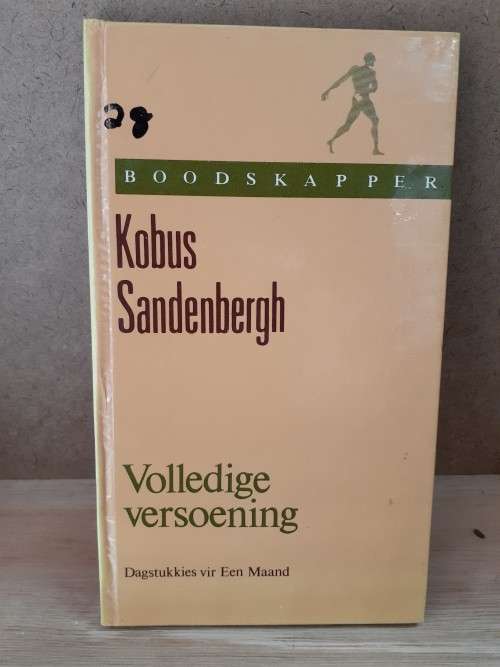 28
BOODSKAPPER
Kobus
Sandenbergh
Volledige
versoening
Dagstukkies vir Een Maand